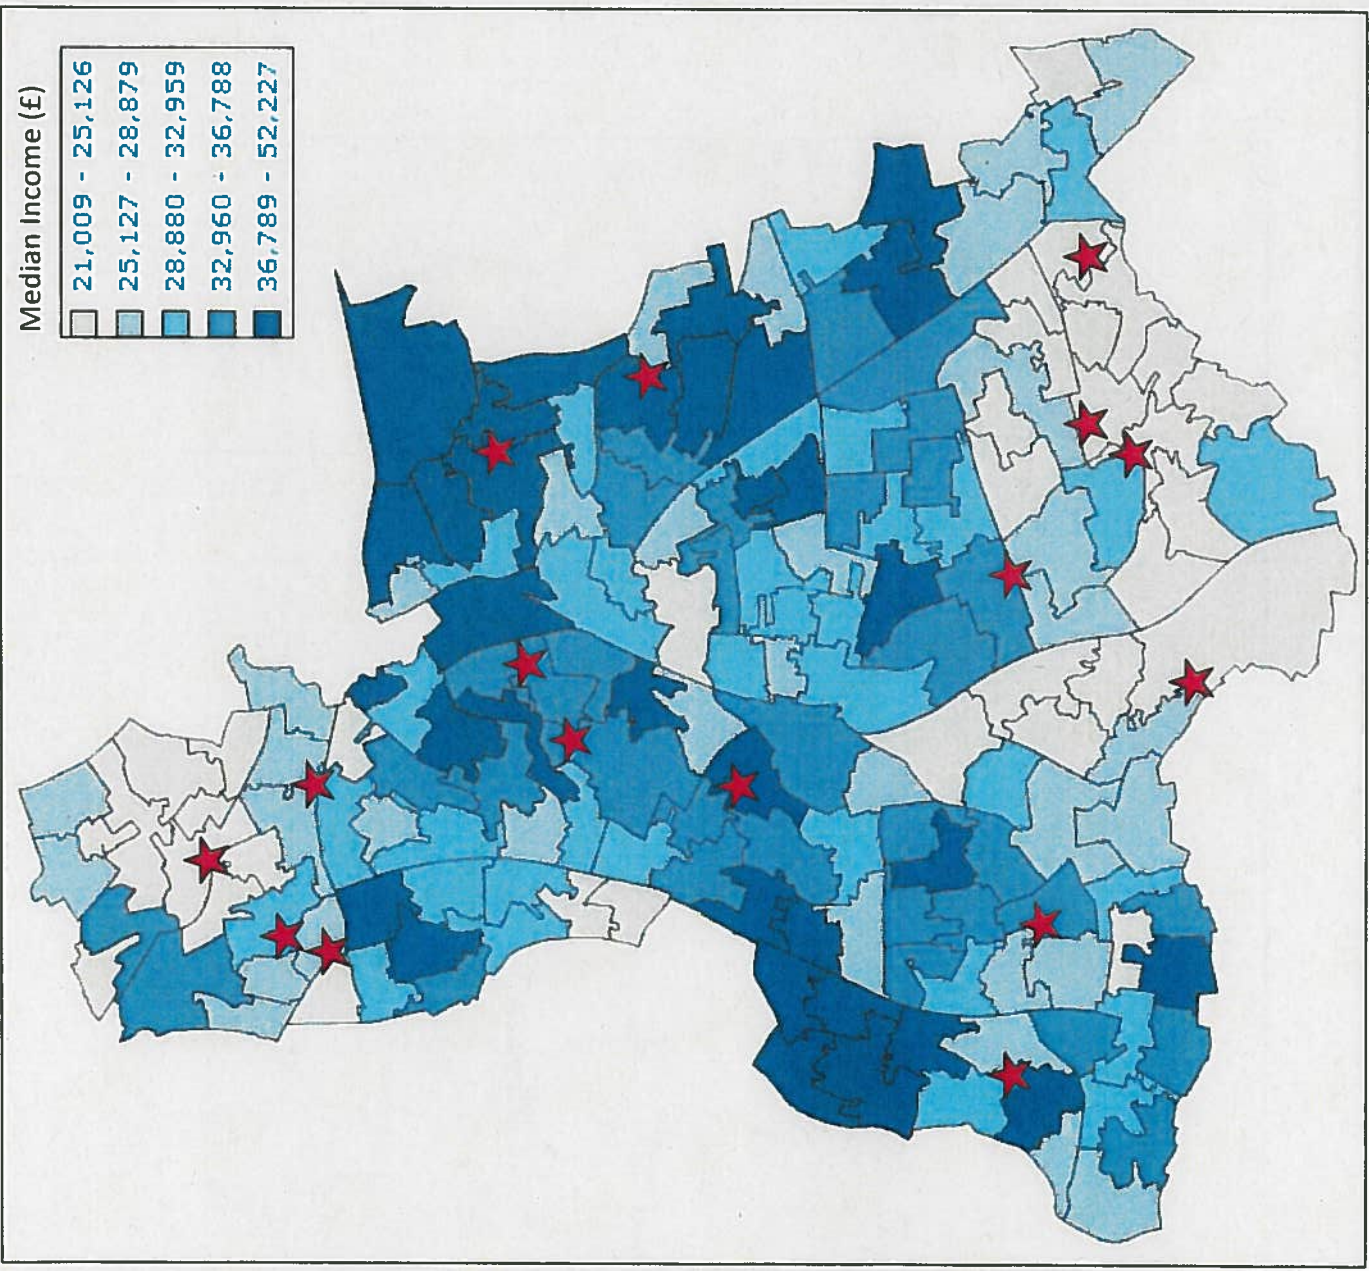 Median Income (£)
21,009 - 25,126
25,127 - 28,879
28,880 - 32,959
32,960 - 36,788
36,789 - 52,227